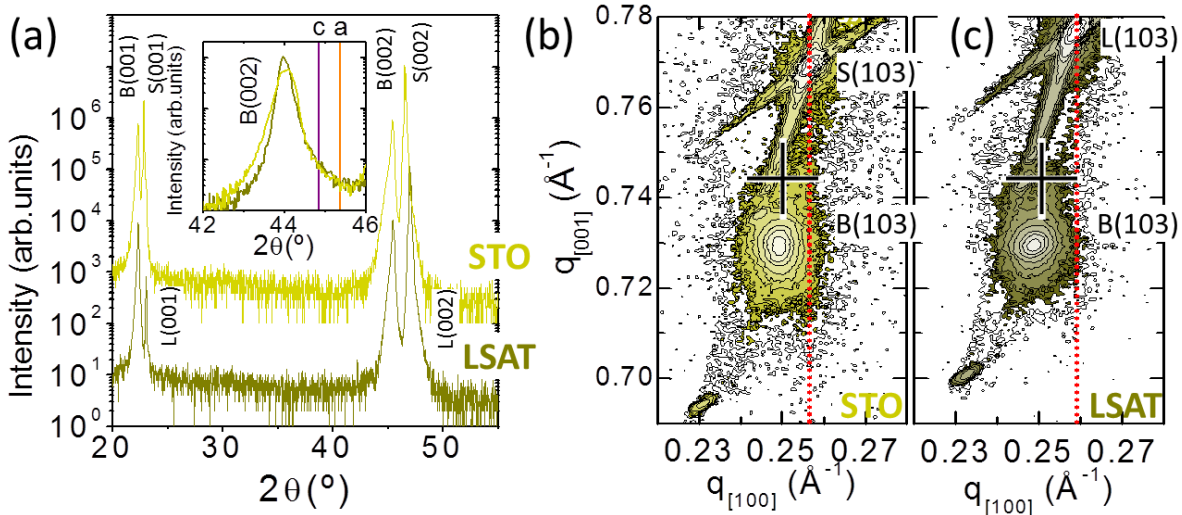 (a)
B(001)
S(001)
B(002)
S(002)
L(001)
L(002)
STO
LSAT
Intensity (arb.units)
10⁶
10⁵
10⁴
10³
10²
10¹
10⁰
20 30 40 50
2θ(º)
c a
B(002)
Intensity (arb.units)
42 44 46
2θ(º)
(b)
0.78
0.76
0.74
0.72
0.70
q[001] (Å⁻¹)
S(103)
B(103)
STO
0.23 0.25 0.27
q[100] (Å⁻¹)
(c)
L(103)
B(103)
LSAT
0.23 0.25 0.27
q[100] (Å⁻¹)